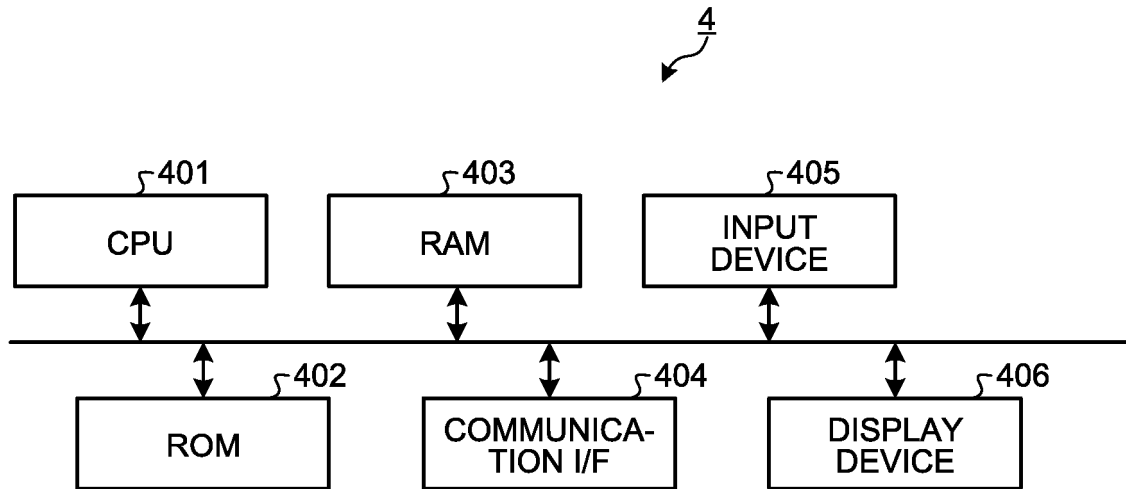 4
401
403
405
CPU
RAM
INPUT
DEVICE
402
404
406
ROM
COMMUNICA-
TION I/F
DISPLAY
DEVICE